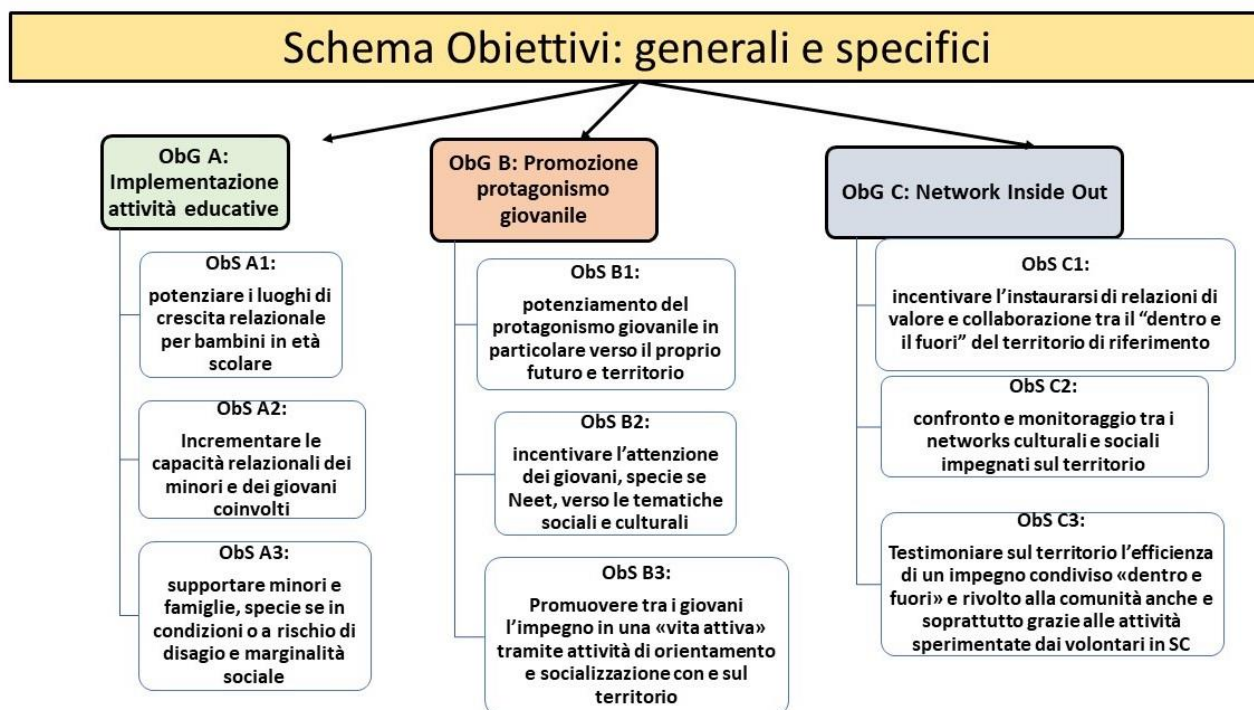 Schema Obiettivi: generali e specifici
ObG A:
Implementazione
attività educative
ObS A1:
potenziare i luoghi di
crescita relazionale
per bambini in età
scolare
ObS A2:
Incrementare le
capacità relazionali dei
minori e dei giovani
coinvolti
ObS A3:
supportare minori e
famiglie, specie se in
condizioni o a rischio di
disagio e marginalità
sociale
ObG B: Promozione
protagonismo
giovanile
ObS B1:
potenziamento del
protagonismo giovanile in
particolare verso il proprio
futuro e territorio
ObS B2:
incentivare l’attenzione
dei giovani, specie se
Neet, verso le tematiche
sociali e culturali
ObS B3:
Promuovere tra i giovani
l’impegno in una «vita attiva»
tramite attività di orientamento
e socializzazione con e sul
territorio
ObG C: Network Inside Out
ObS C1:
incentivare l’instaurarsi di relazioni di
valore e collaborazione tra il “dentro e
il fuori” del territorio di riferimento
ObS C2:
confronto e monitoraggio tra i
networks culturali e sociali
impegnati sul territorio
ObS C3:
Testimoniare sul territorio l’efficienza
di un impegno condiviso «dentro e
fuori» e rivolto alla comunità anche e
soprattutto grazie alle attività
sperimentate dai volontari in SC